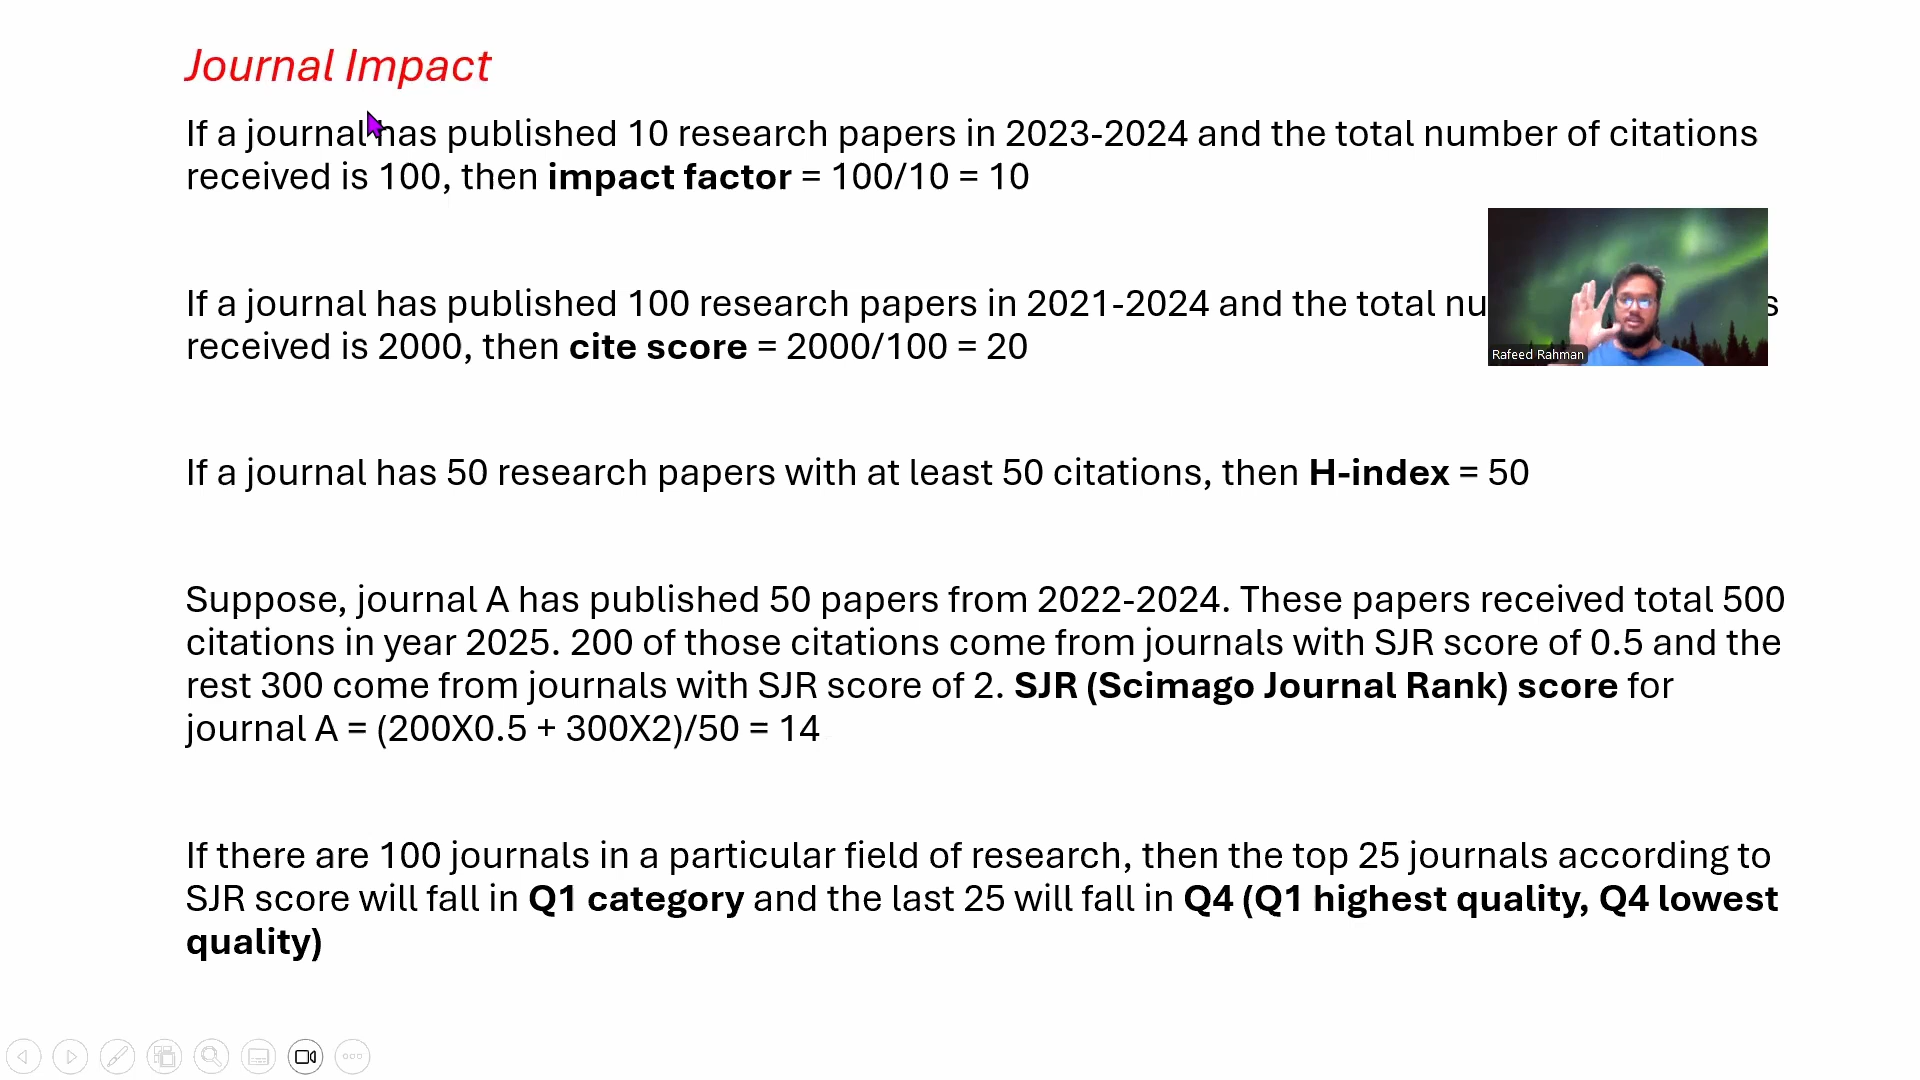 Journal Impact
If a journal has published 10 research papers in 2023-2024 and the total number of citations
received is 100, then impact factor = 100/10 = 10
If a journal has published 100 research papers in 2021-2024 and the total nu s
received is 2000, then cite score = 2000/100 = 20
Rafeed Rahman
If a journal has 50 research papers with at least 50 citations, then H-index = 50
Suppose, journal A has published 50 papers from 2022-2024. These papers received total 500
citations in year 2025. 200 of those citations come from journals with SJR score of 0.5 and the
rest 300 come from journals with SJR score of 2. SJR (Scimago Journal Rank) score for
journal A = (200X0.5 + 300X2)/50 = 14
If there are 100 journals in a particular field of research, then the top 25 journals according to
SJR score will fall in Q1 category and the last 25 will fall in Q4 (Q1 highest quality, Q4 lowest
quality)